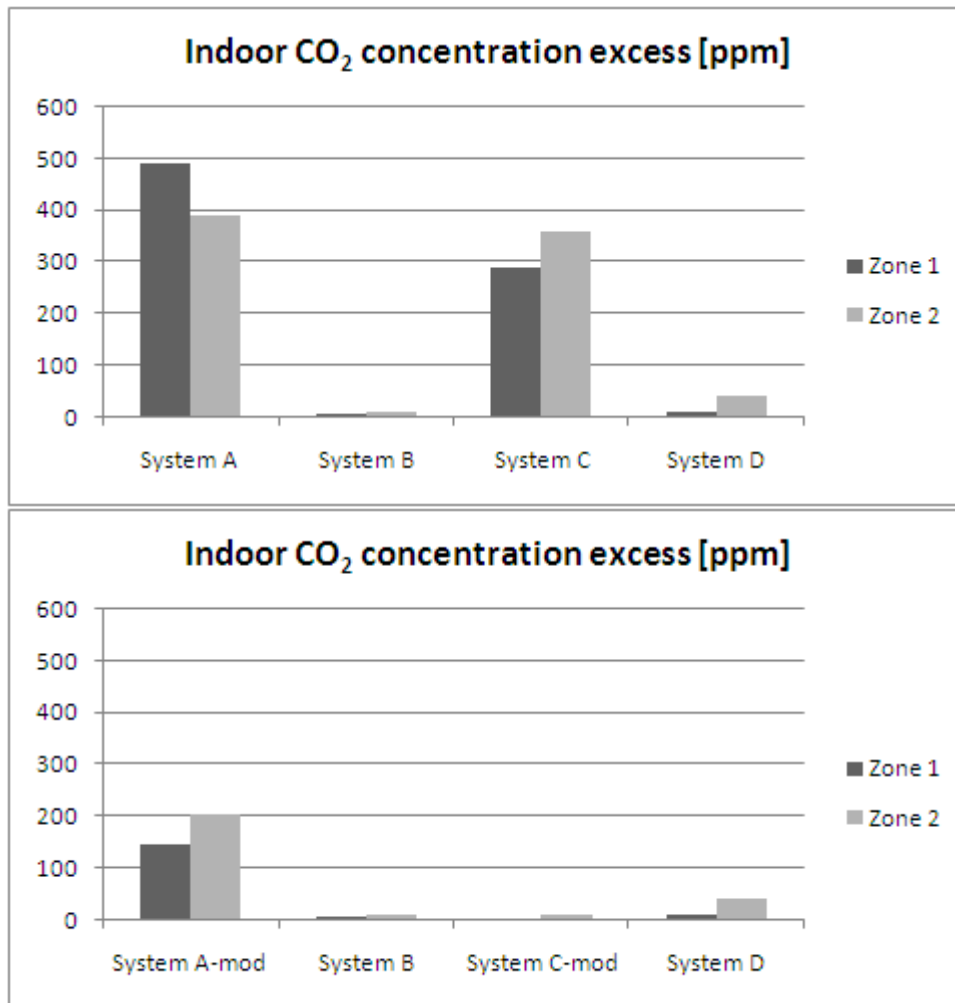 Indoor CO₂ concentration excess [ppm]
600
500
400
300
200
100
0
System A
System B
System C
System D
Zone 1
Zone 2
Indoor CO₂ concentration excess [ppm]
600
500
400
300
200
100
0
System A-mod
System B
System C-mod
System D
Zone 1
Zone 2